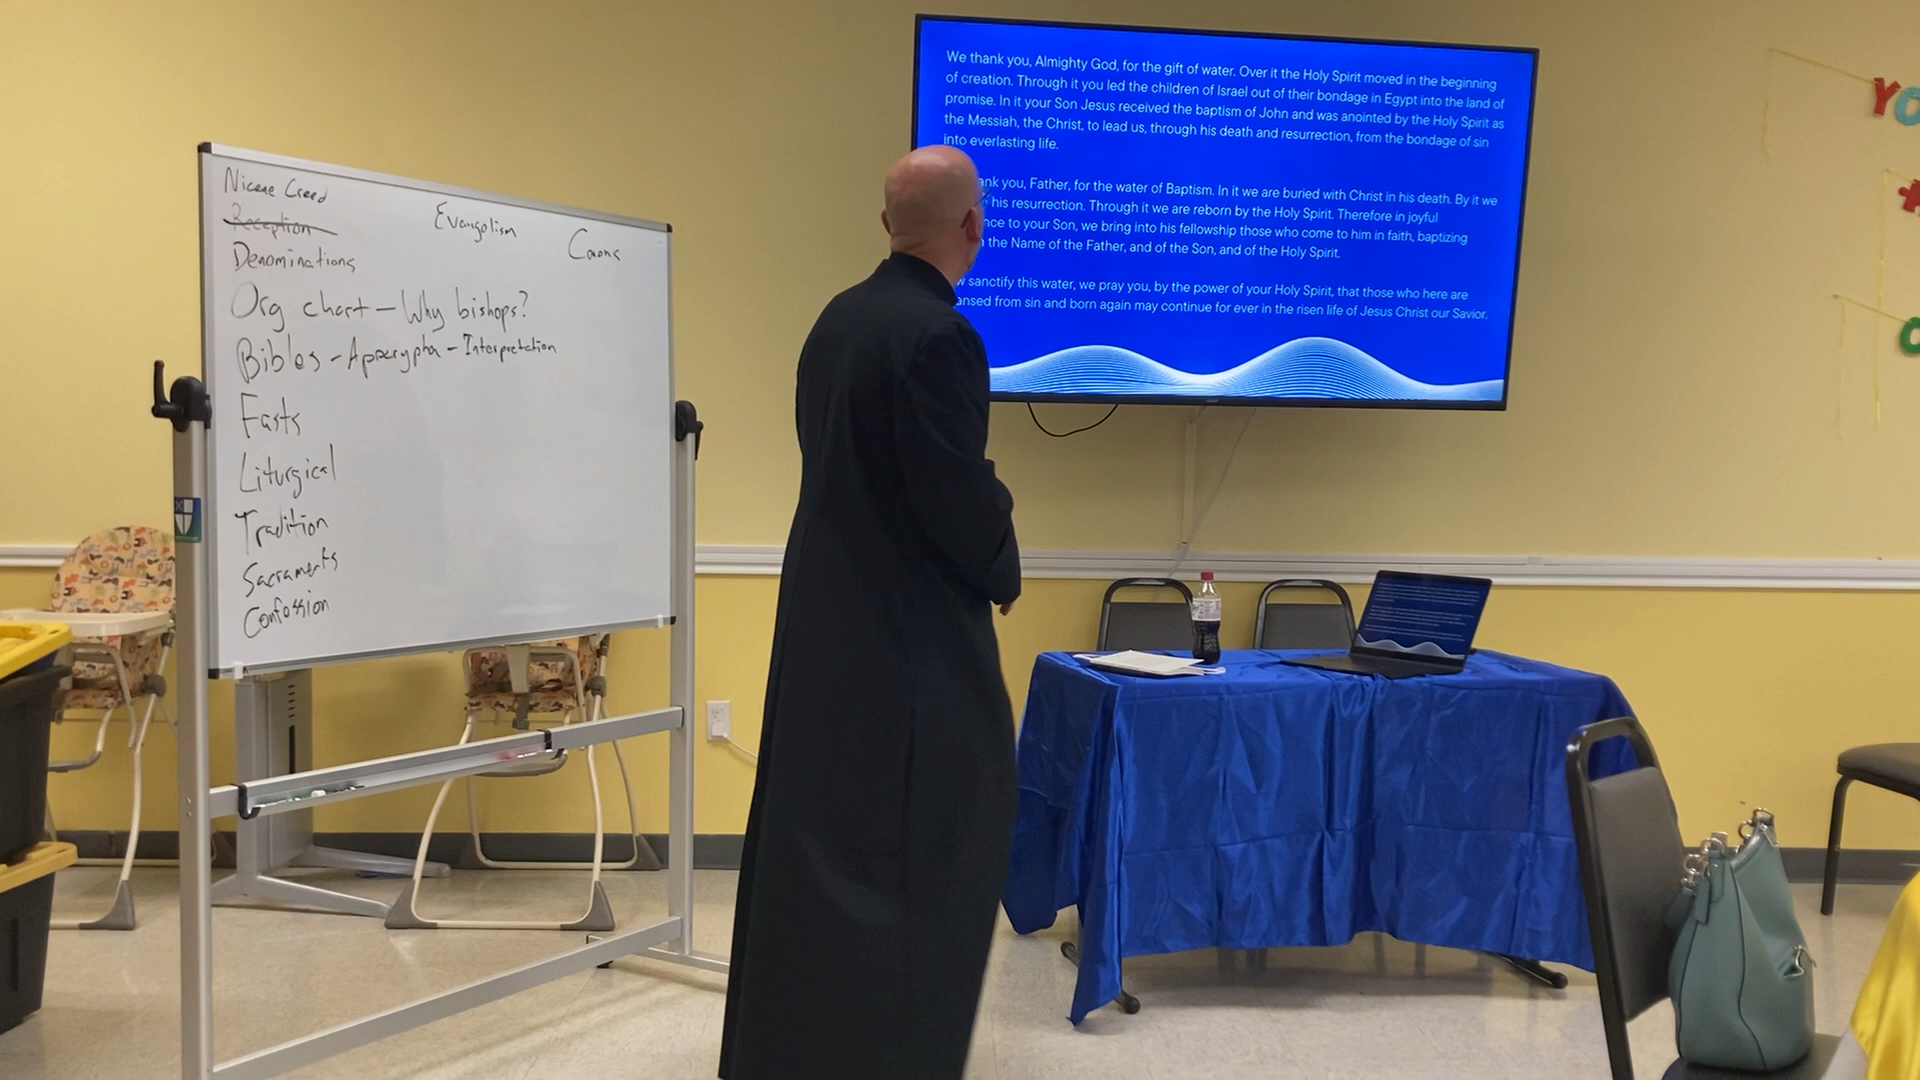 Nicene Creed
Reception
Denominations
Evangolism
Canons
Org chart – Why bishops?
Bibles – Apocrypha – Interpretation
Fasts
Liturgical
Tradition
Sacraments
Confession
We thank you, Almighty God, for the gift of water. Over it the Holy Spirit moved in the beginning
of creation. Through it you led the children of Israel out of their bondage in Egypt into the land of
promise. In it your Son Jesus received the baptism of John and was anointed by the Holy Spirit as
the Messiah, the Christ, to lead us, through his death and resurrection, from the bondage of sin
into everlasting life.
you, Father, for the water of Baptism. In it we are buried with Christ in his death. By it we
his resurrection. Through it we are reborn by the Holy Spirit. Therefore in joyful
to your Son, we bring into his fellowship those who come to him in faith, baptizing
the Name of the Father, and of the Son, and of the Holy Spirit.
sanctify this water, we pray you, by the power of your Holy Spirit, that those who here are
from sin and born again may continue for ever in the risen life of Jesus Christ our Savior.
YO